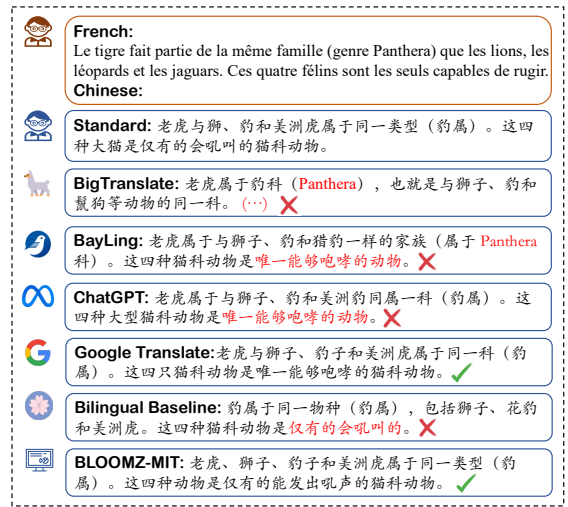 French:
Le tigre fait partie de la même famille (genre Panthera) que les lions, les
léopards et les jaguars. Ces quatre félins sont les seuls capables de rugir.
Chinese:
Standard: 老虎与狮、豹和美洲虎属于同一类型（豹属）。这四
种大猫是仅有的会吼叫的猫科动物。
BigTranslate: 老虎属于豹科（Panthera），也就是与狮子、豹和
鬣狗等动物的同一科。(…)
BayLing: 老虎属于与狮子、豹和猎豹一样的家族（属于 Panthera
科）。这四种猫科动物是唯一能够咆哮的动物。
ChatGPT: 老虎属于与狮子、豹和美洲豹同属一科（豹属）。这
四种大型猫科动物是唯一能够咆哮的动物。
Google Translate:老虎与狮子、豹子和美洲虎属于同一科（豹
属）。这四只猫科动物是唯一能够咆哮的猫科动物。
Bilingual Baseline: 豹属于同一物种（豹属），包括狮子、花豹
和美洲虎。这四种猫科动物是仅有的会吼叫的。
BLOOMZ-MIT: 老虎、狮子、豹子和美洲虎属于同一类型（豹
属）。这四种动物是仅有的能发出吼声的猫科动物。